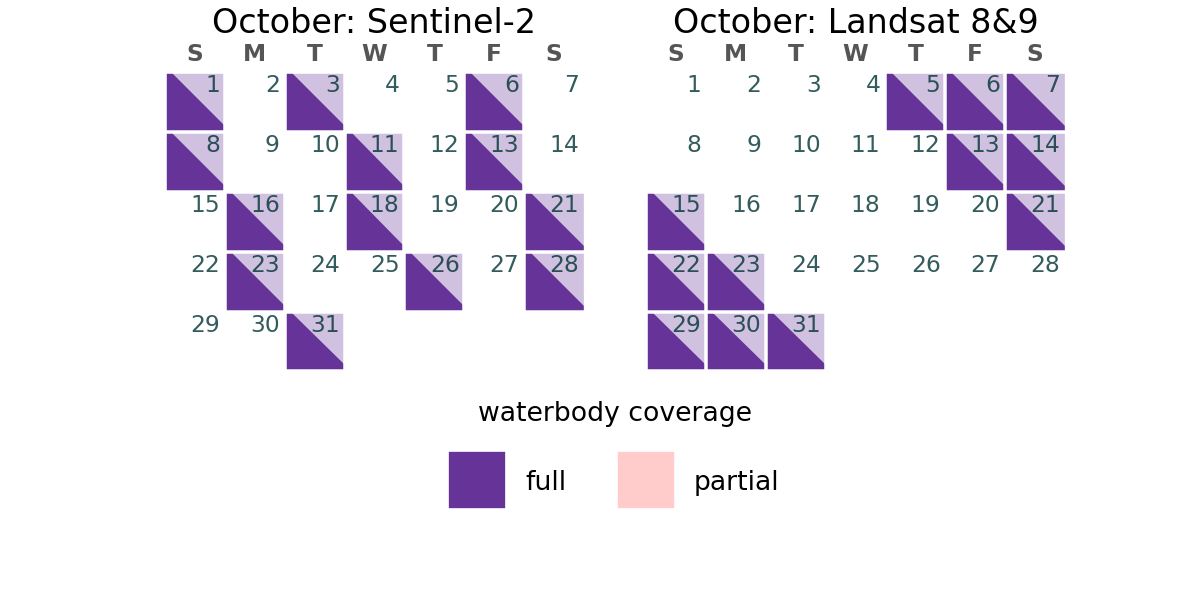 October: Sentinel-2
S M T W T F S
1 2 3 4 5 6 7
8 9 10 11 12 13 14
15 16 17 18 19 20 21
22 23 24 25 26 27 28
29 30 31
October: Landsat 8&9
S M T W T F S
1 2 3 4 5 6 7
8 9 10 11 12 13 14
15 16 17 18 19 20 21
22 23 24 25 26 27 28
29 30 31
waterbody coverage
full partial